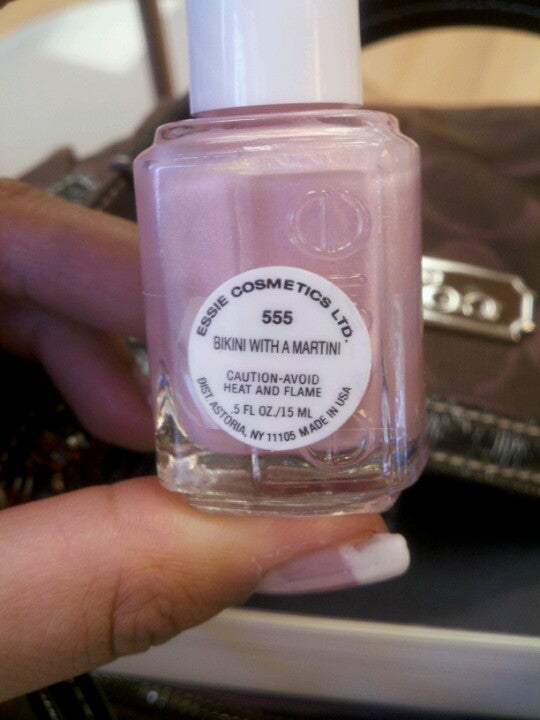 ESSIE COSMETICS LTD.
555
BIKINI WITH A MARTINI
CAUTION-AVOID
HEAT AND FLAME
.5 FL OZ./15 ML
DIST ASTORIA, NY 11105 MADE IN USA